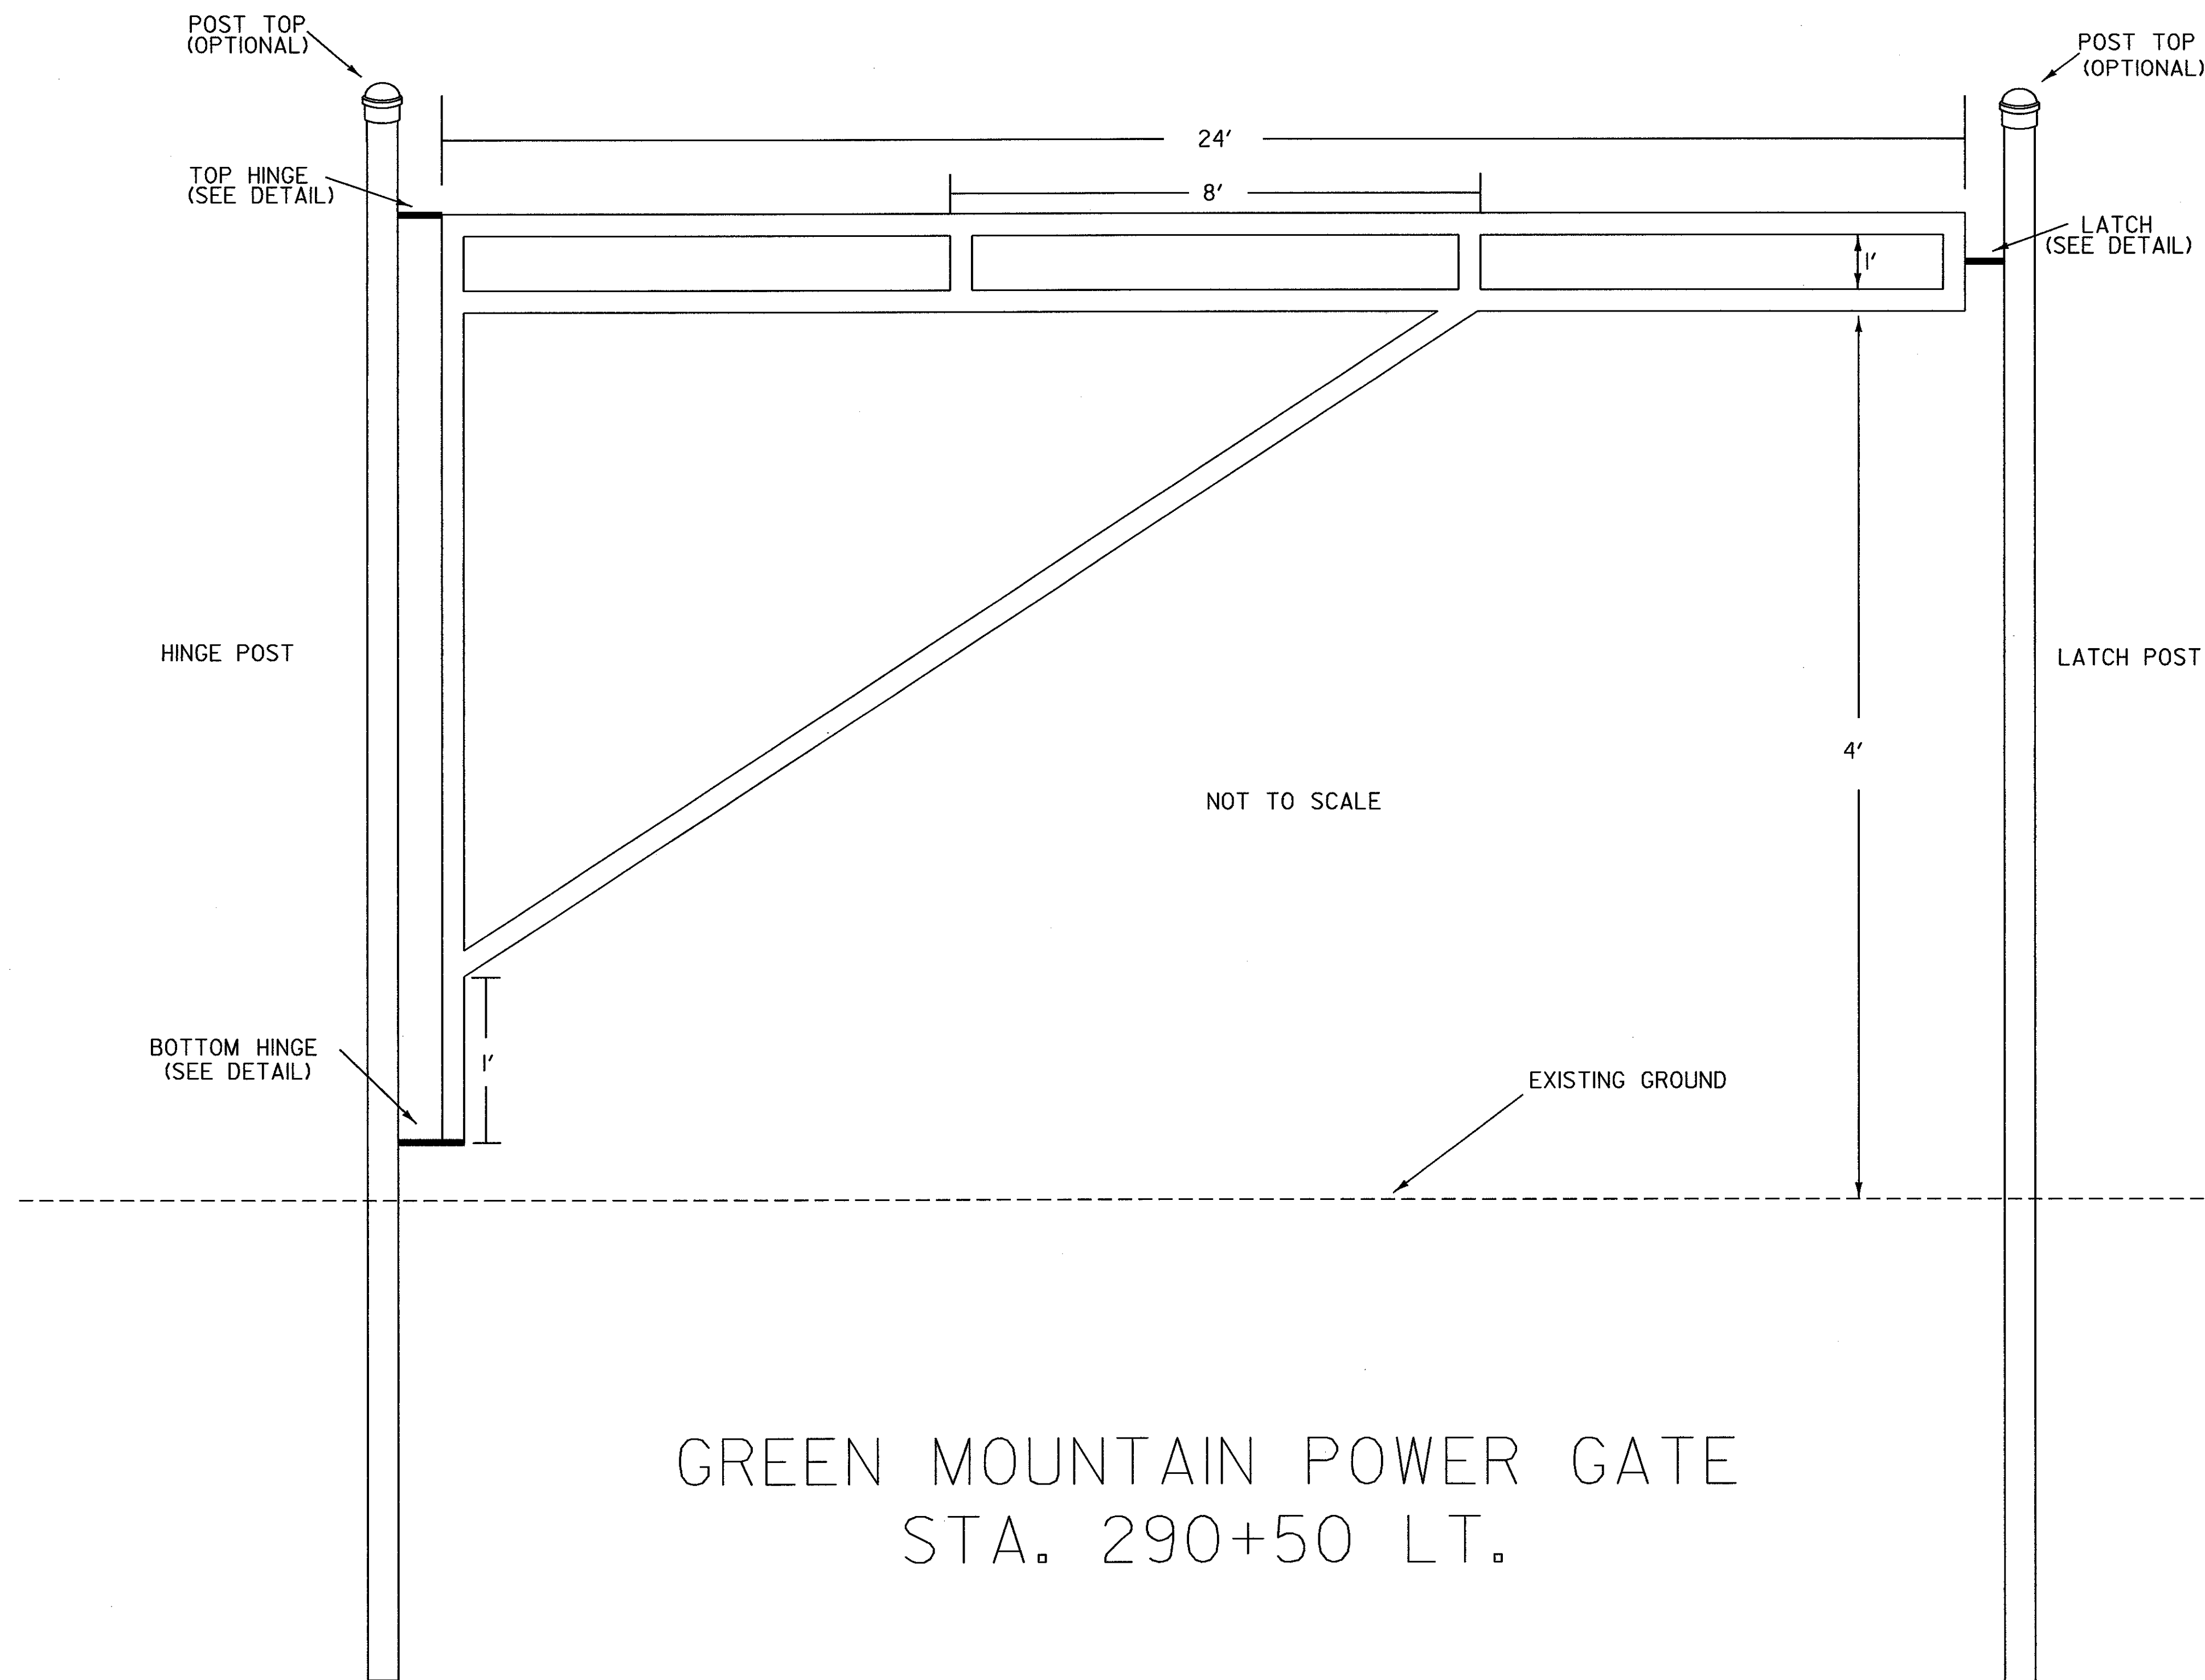 POST TOP
(OPTIONAL)
POST TOP
(OPTIONAL)
24'
TOP HINGE
(SEE DETAIL)
8'
LATCH
(SEE DETAIL)
1'
HINGE POST
LATCH POST
4'
NOT TO SCALE
BOTTOM HINGE
(SEE DETAIL)
1'
EXISTING GROUND
GREEN MOUNTAIN POWER GATE
STA. 290+50 LT.